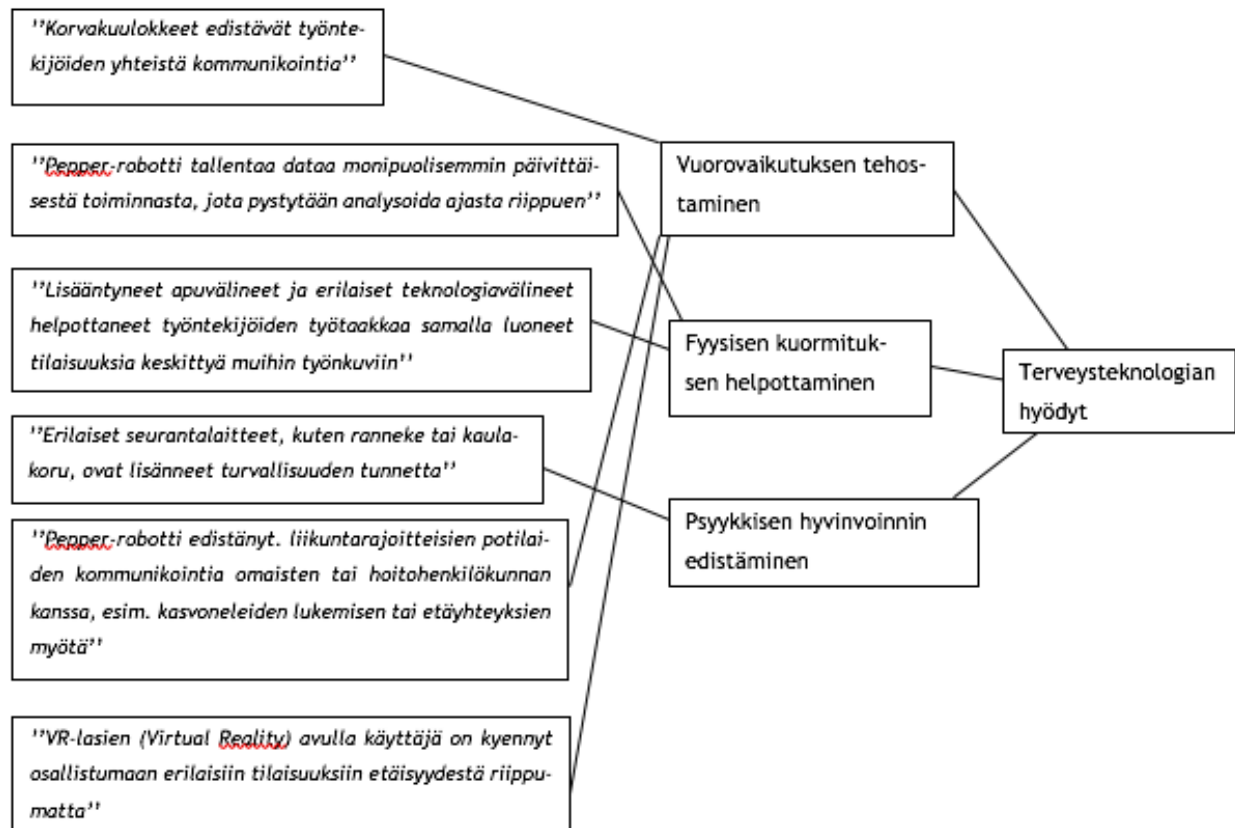 ’’Korvakuulokkeet edistävät työnte-
kijöiden yhteistä kommunikointia’’
’’Pepper-robotti tallentaa dataa monipuolisemmin päivittäi-
sestä toiminnasta, jota pystytään analysoida ajasta riippuen’’
’’Lisääntyneet apuvälineet ja erilaiset teknologiavälineet
helpottaneet työntekijöiden työtaakkaa samalla luoneet
tilaisuuksia keskittyä muihin työnkuviin’’
’’Erilaiset seurantalaitteet, kuten ranneke tai kaula-
koru, ovat lisänneet turvallisuuden tunnetta’’
’’Pepper-robotti edistänyt. liikuntarajoitteisien potilai-
den kommunikointia omaisten tai hoitohenkilökunnan
kanssa, esim. kasvoneleiden lukemisen tai etäyhteyksien
myötä’’
’’VR-lasien (Virtual Reality) avulla käyttäjä on kyennyt
osallistumaan erilaisiin tilaisuuksiin etäisyydestä riippu-
matta’’
Vuorovaikutuksen tehos-
taminen
Fyysisen kuormituk-
sen helpottaminen
Psyykkisen hyvinvoinnin
edistäminen
Terveysteknologian
hyödyt